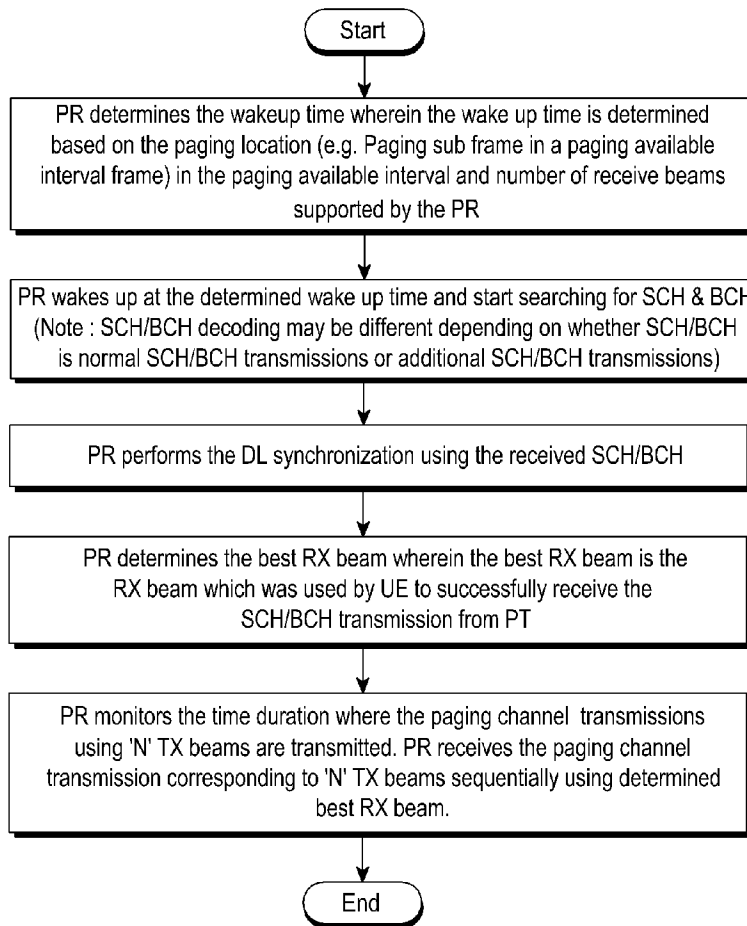 Start
PR determines the wakeup time wherein the wake up time is determined
based on the paging location (e.g. Paging sub frame in a paging available
interval frame) in the paging available interval and number of receive beams
supported by the PR
PR wakes up at the determined wake up time and start searching for SCH & BCH
(Note : SCH/BCH decoding may be different depending on whether SCH/BCH
is normal SCH/BCH transmissions or additional SCH/BCH transmissions)
PR performs the DL synchronization using the received SCH/BCH
PR determines the best RX beam wherein the best RX beam is the
RX beam which was used by UE to successfully receive the
SCH/BCH transmission from PT
PR monitors the time duration where the paging channel transmissions
using 'N' TX beams are transmitted. PR receives the paging channel
transmission corresponding to 'N' TX beams sequentially using determined
best RX beam.
End